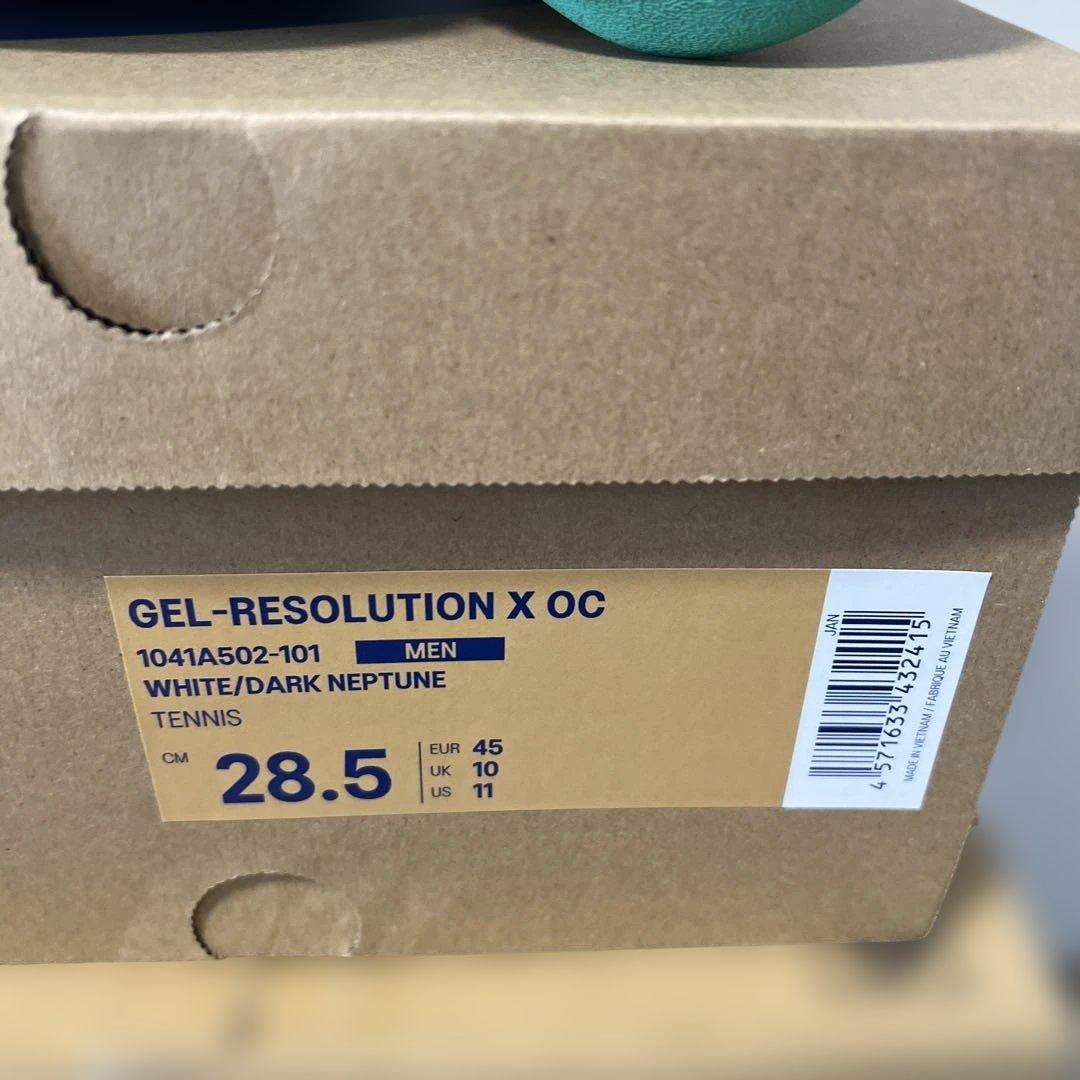 GEL-RESOLUTION X OC
1041A502-101 MEN
WHITE/DARK NEPTUNE
TENNIS
CM 28.5
EUR 45
UK 10
US 11
JAN
4 571633 432415
MADE IN VIETNAM / FABRIQUE AU VIETNAM